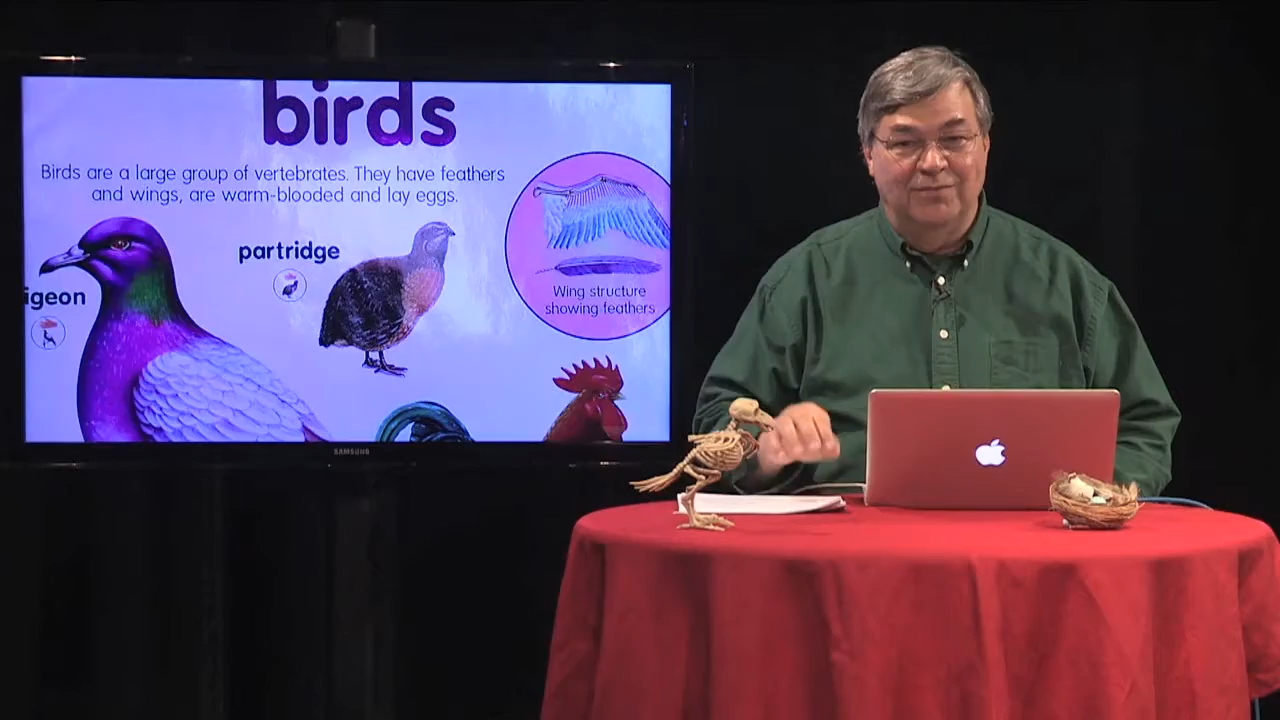 birds
Birds are a large group of vertebrates. They have feathers
and wings, are warm-blooded and lay eggs.
partridge
igeon
Wing structure
showing feathers
SAMSUNG